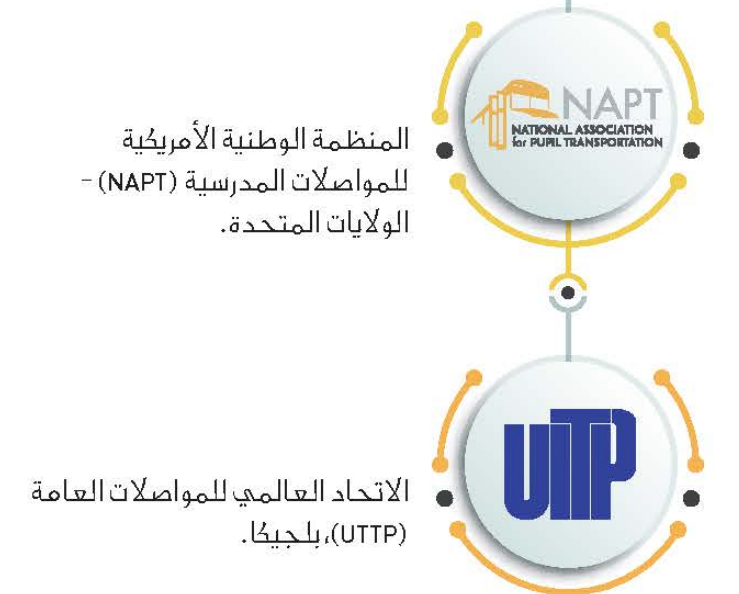 NAPT
NATIONAL ASSOCIATION
for PUPIL TRANSPORTATION
المنظمة الوطنية الأمريكية
للمواصلات المدرسية (NAPT) -
الولايات المتحدة.
UITP
الاتحاد العالمي للمواصلات العامة
(UTTP)، بلجيكا.